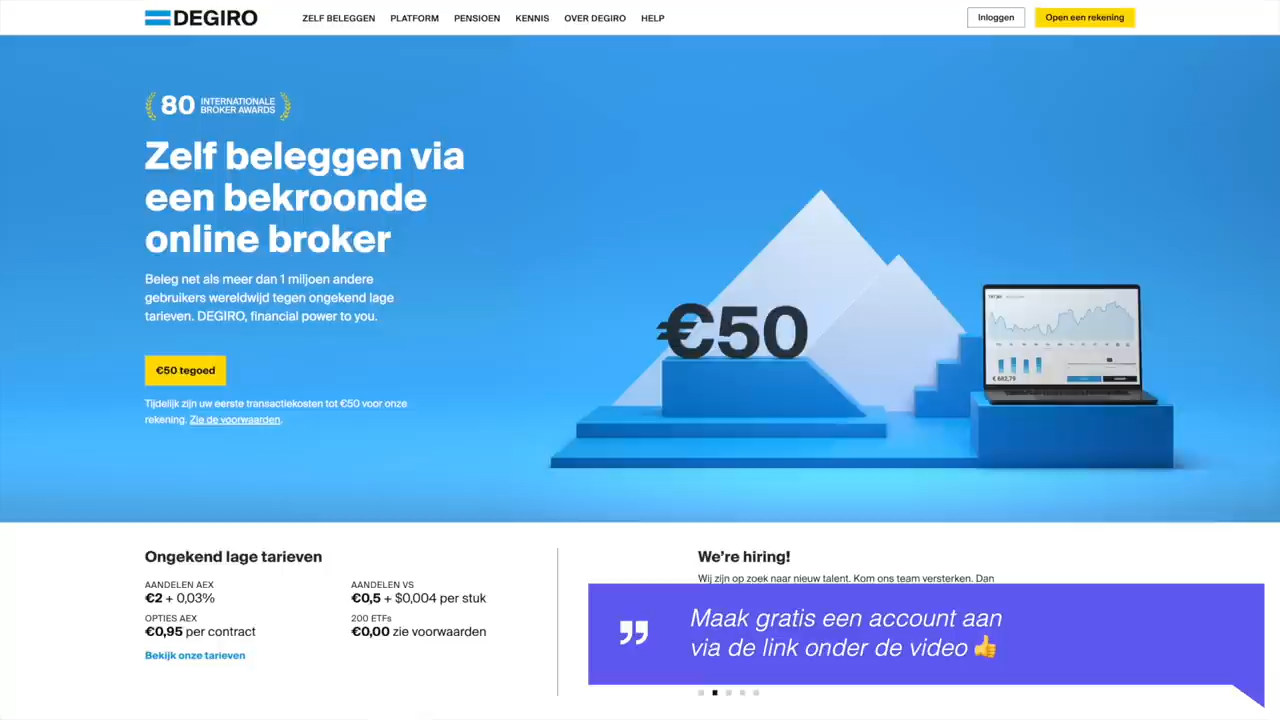 DEGIRO
ZELF BELEGGEN
PLATFORM
PENSIOEN
KENNIS
OVER DEGIRO
HELP
Inloggen
Open een rekening
80 INTERNATIONALE
BROKER AWARDS
Zelf beleggen via
een bekroonde
online broker
Beleg net als meer dan 1 miljoen andere
gebruikers wereldwijd tegen ongekend lage
tarieven. DEGIRO, financial power to you.
€50 tegoed
Tijdelijk zijn uw eerste transactiekosten tot €50 voor onze
rekening. Zie de voorwaarden.
€50
Ongekend lage tarieven
AANDELEN AEX
€2 + 0,03%
AANDELEN VS
€0,5 + $0,004 per stuk
OPTIES AEX
€0,95 per contract
200 ETFs
€0,00 zie voorwaarden
Bekijk onze tarieven
We're hiring!
Wij zijn op zoek naar nieuw talent. Kom ons team versterken. Dan
Maak gratis een account aan
via de link onder de video 👍